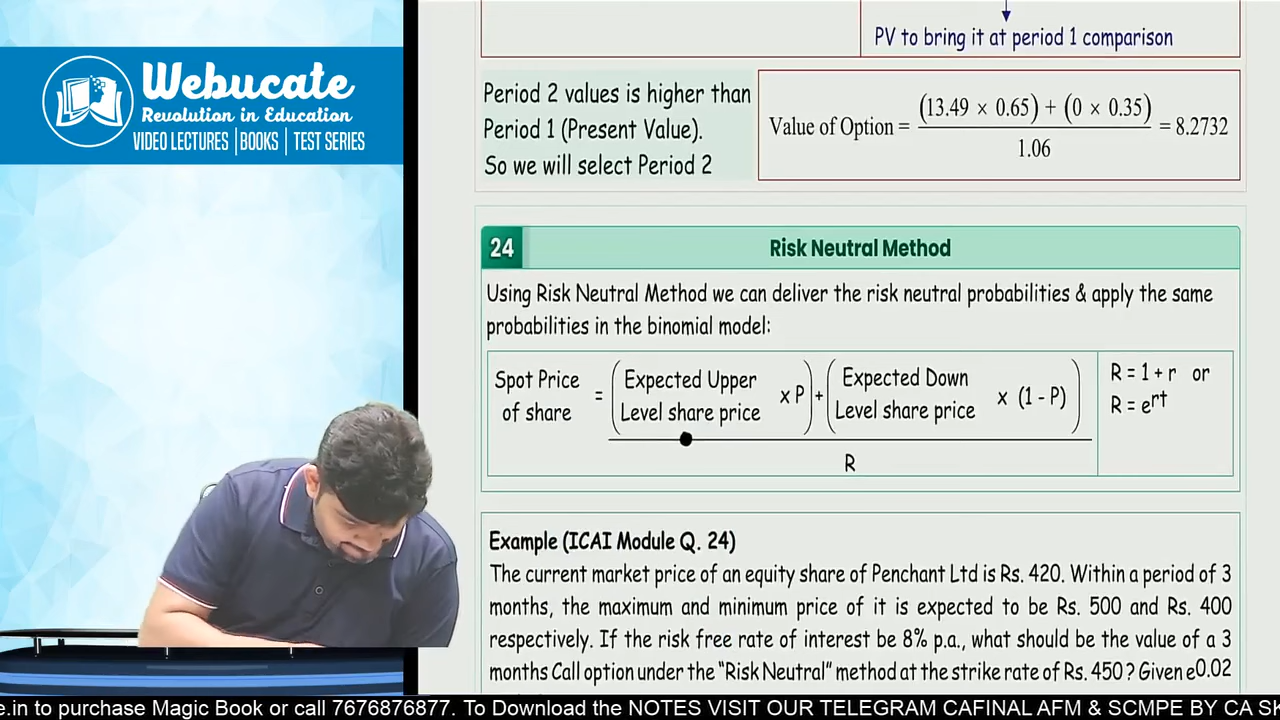 Webucate
Revolution in Education
VIDEO LECTURES | BOOKS | TEST SERIES
PV to bring it at period 1 comparison
Period 2 values is higher than
Period 1 (Present Value).
So we will select Period 2
Value of Option = (13.49 × 0.65) + (0 × 0.35) / 1.06 = 8.2732
24 Risk Neutral Method
Using Risk Neutral Method we can deliver the risk neutral probabilities & apply the same
probabilities in the binomial model:
Spot Price of share = (Expected Upper Level share price x P) + (Expected Down Level share price x (1 - P)) / R
R = 1 + r or
R = e^rt
Example (ICAI Module Q. 24)
The current market price of an equity share of Penchant Ltd is Rs. 420. Within a period of 3
months, the maximum and minimum price of it is expected to be Rs. 500 and Rs. 400
respectively. If the risk free rate of interest be 8% p.a., what should be the value of a 3
months Call option under the “Risk Neutral” method at the strike rate of Rs. 450 ? Given e0.02
e.in to purchase Magic Book or call 7676876877. To Download the NOTES VISIT OUR TELEGRAM CAFINAL AFM & SCMPE BY CA SK